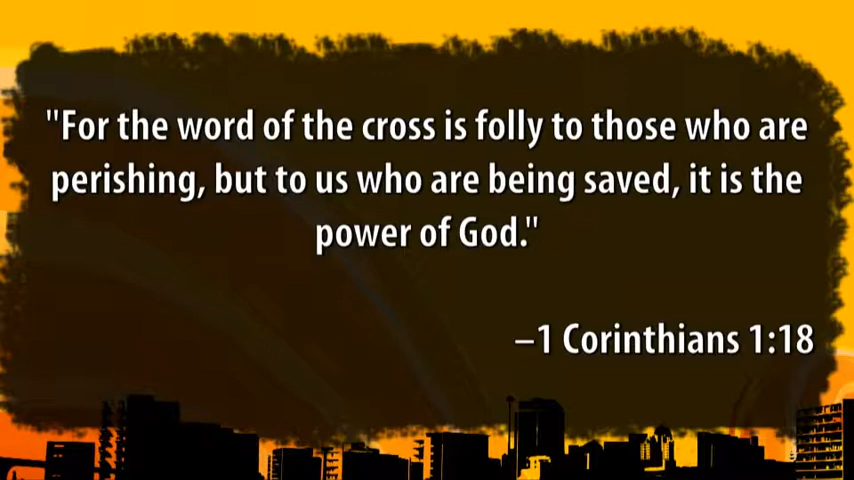 "For the word of the cross is folly to those who are
perishing, but to us who are being saved, it is the
power of God."
–1 Corinthians 1:18